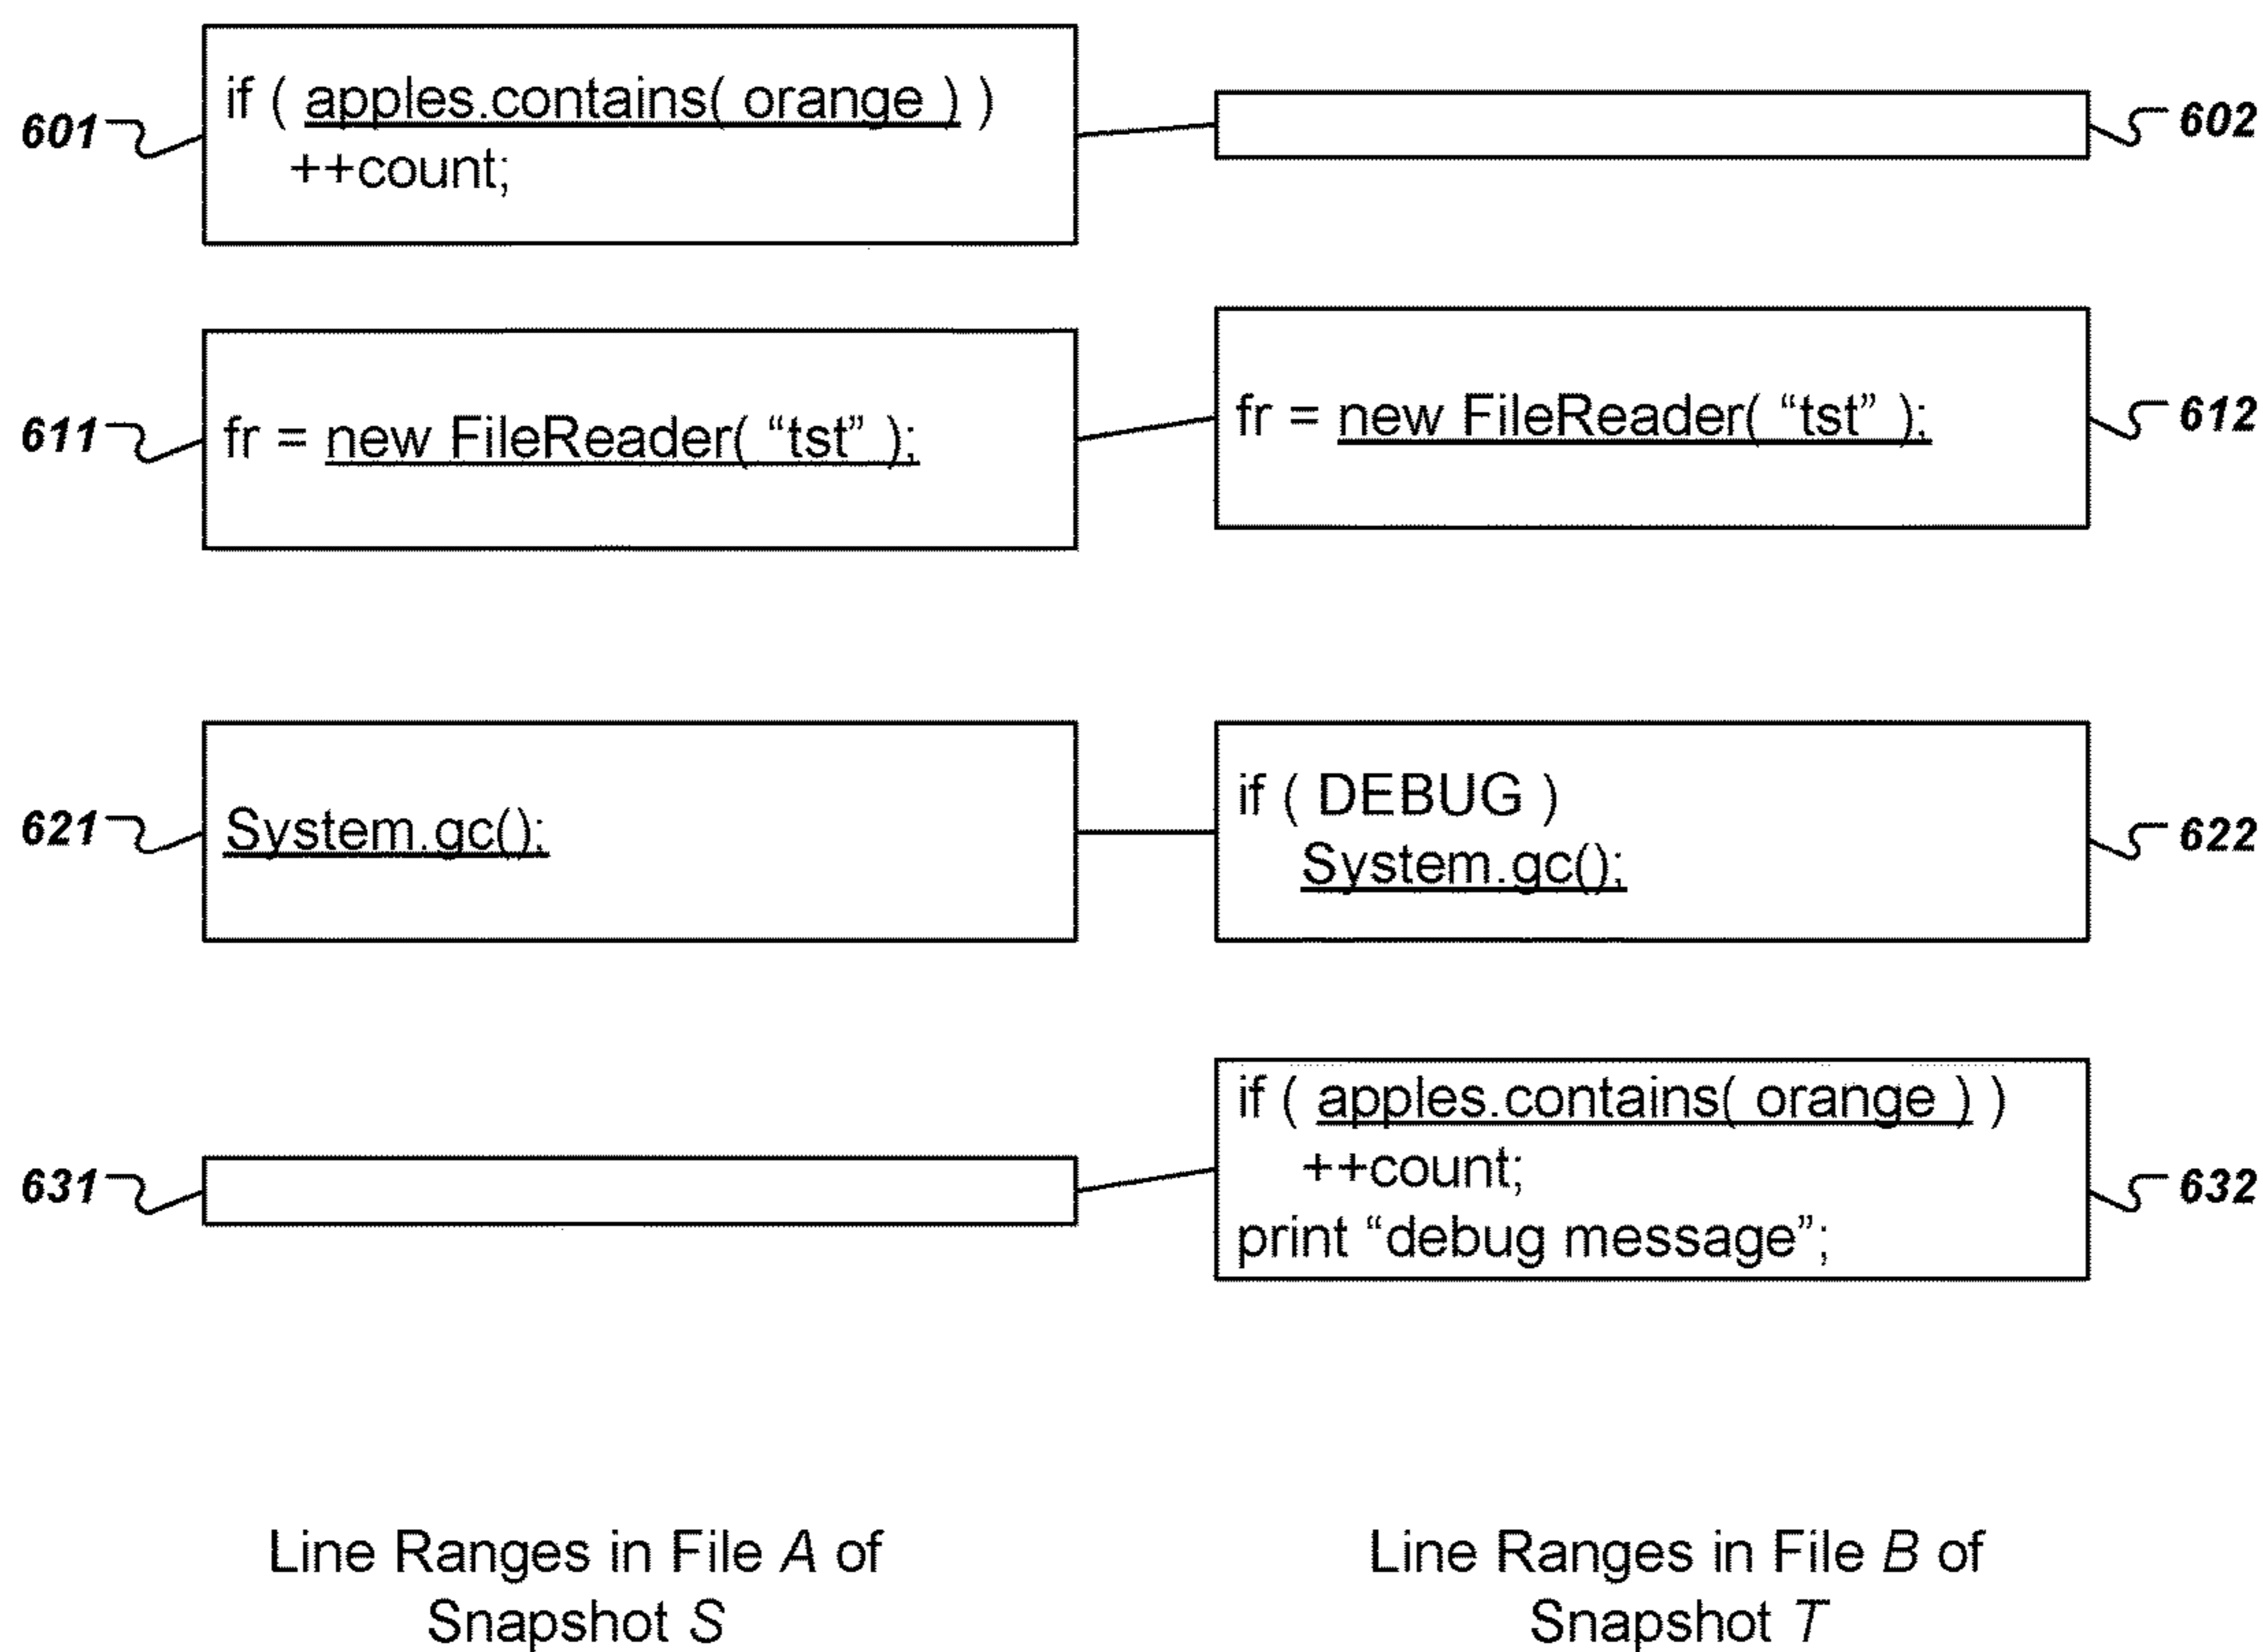 if ( apples.contains( orange ) )
++count;
601
602
fr = new FileReader( “tst” );
611
fr = new FileReader( “tst” );
612
System.gc();
621
if ( DEBUG )
System.gc();
622
631
if ( apples.contains( orange ) )
++count;
print “debug message”;
632
Line Ranges in File A of
Snapshot S
Line Ranges in File B of
Snapshot T